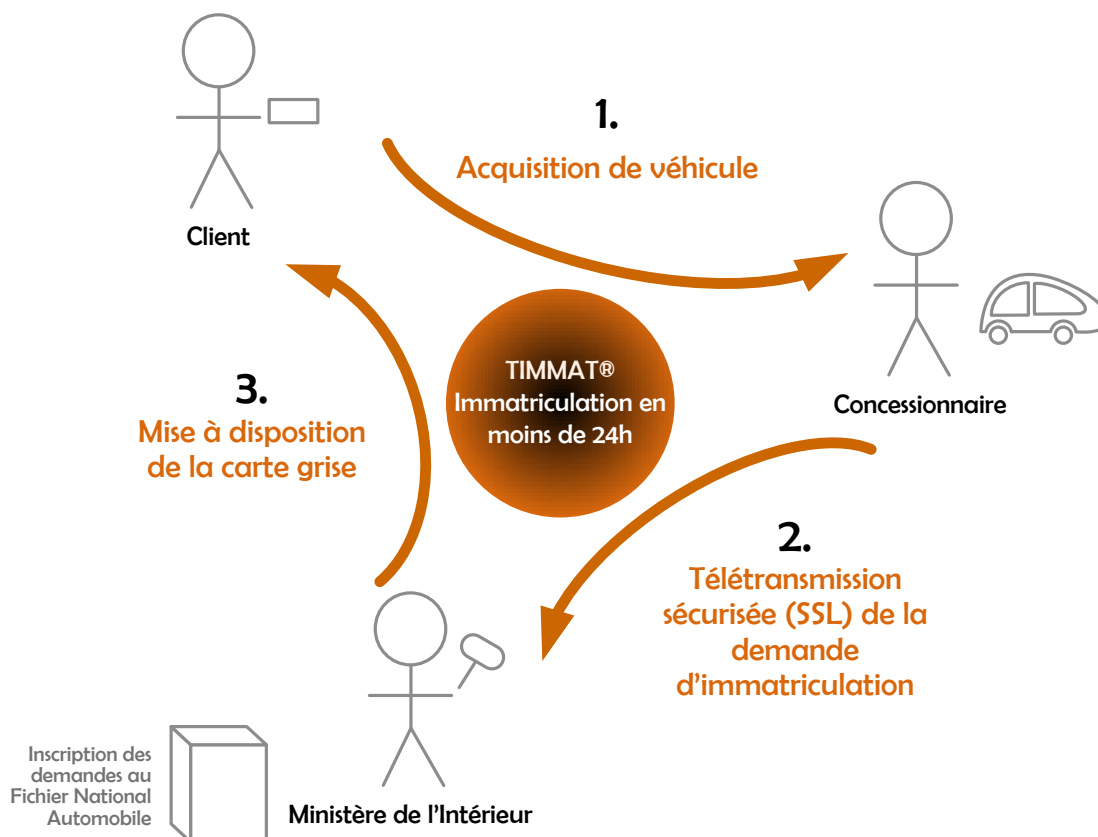 1.
Acquisition de véhicule
Client
Concessionnaire
TIMMAT®
Immatriculation en
moins de 24h
3.
Mise à disposition
de la carte grise
2.
Télétransmission
sécurisée (SSL) de la
demande
d'immatriculation
Inscription des
demandes au
Fichier National
Automobile
Ministère de l'Intérieur